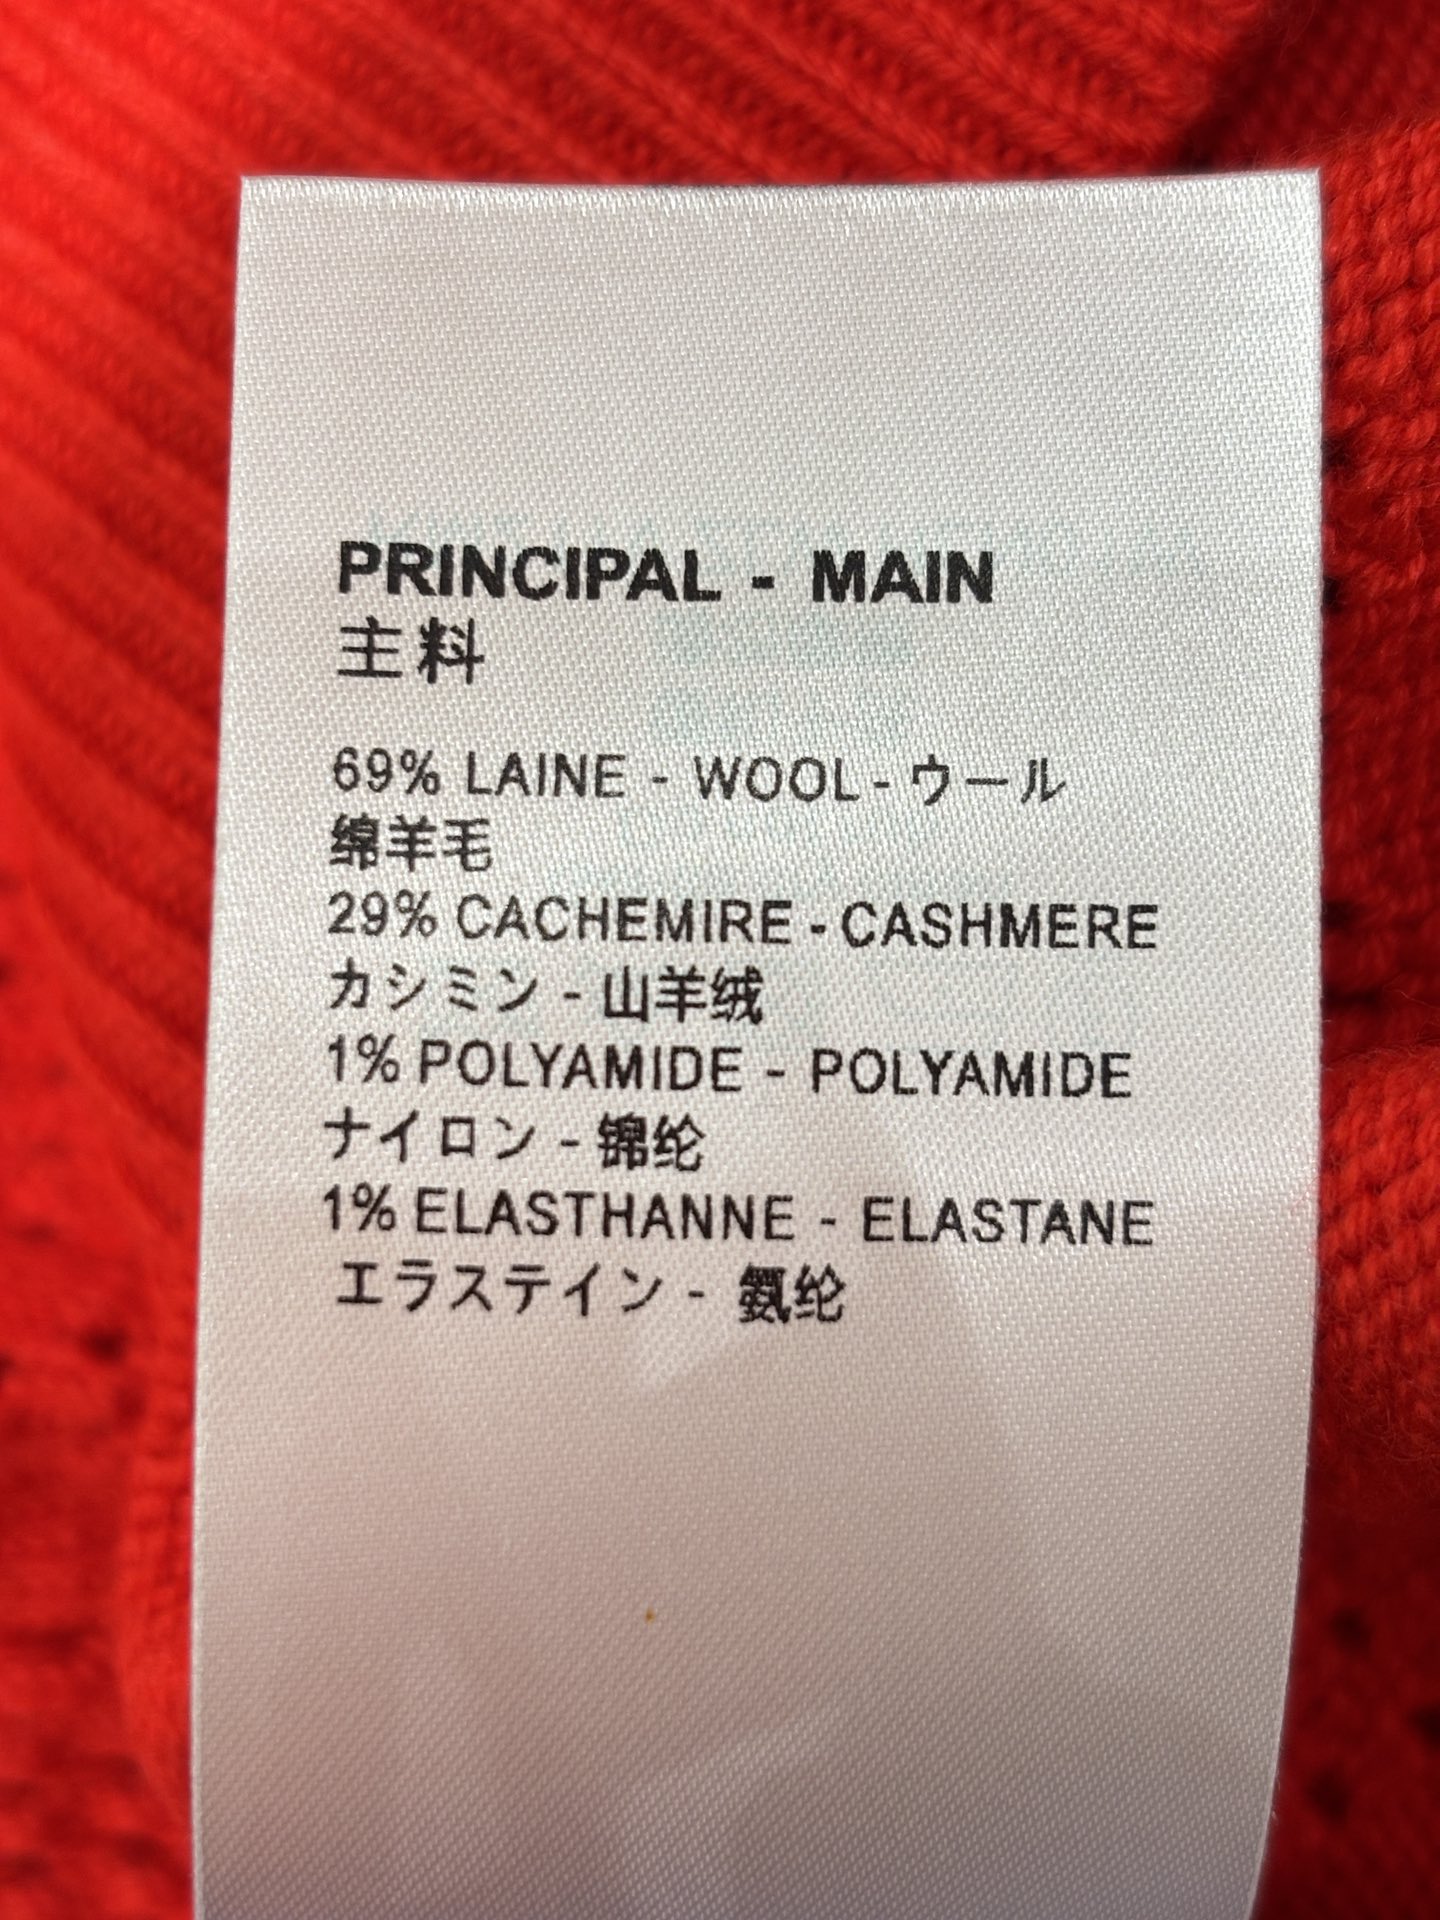 PRINCIPAL - MAIN
主料
69% LAINE - WOOL - ウール
绵羊毛
29% CACHEMIRE - CASHMERE
カシミン - 山羊绒
1% POLYAMIDE - POLYAMIDE
ナイロン - 锦纶
1% ELASTHANNE - ELASTANE
エラステイン - 氨纶